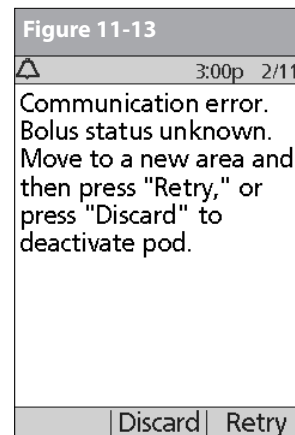 Figure 11-13
3:00p 2/11
Communication error.
Bolus status unknown.
Move to a new area and
then press "Retry," or
press "Discard" to
deactivate pod.
Discard Retry